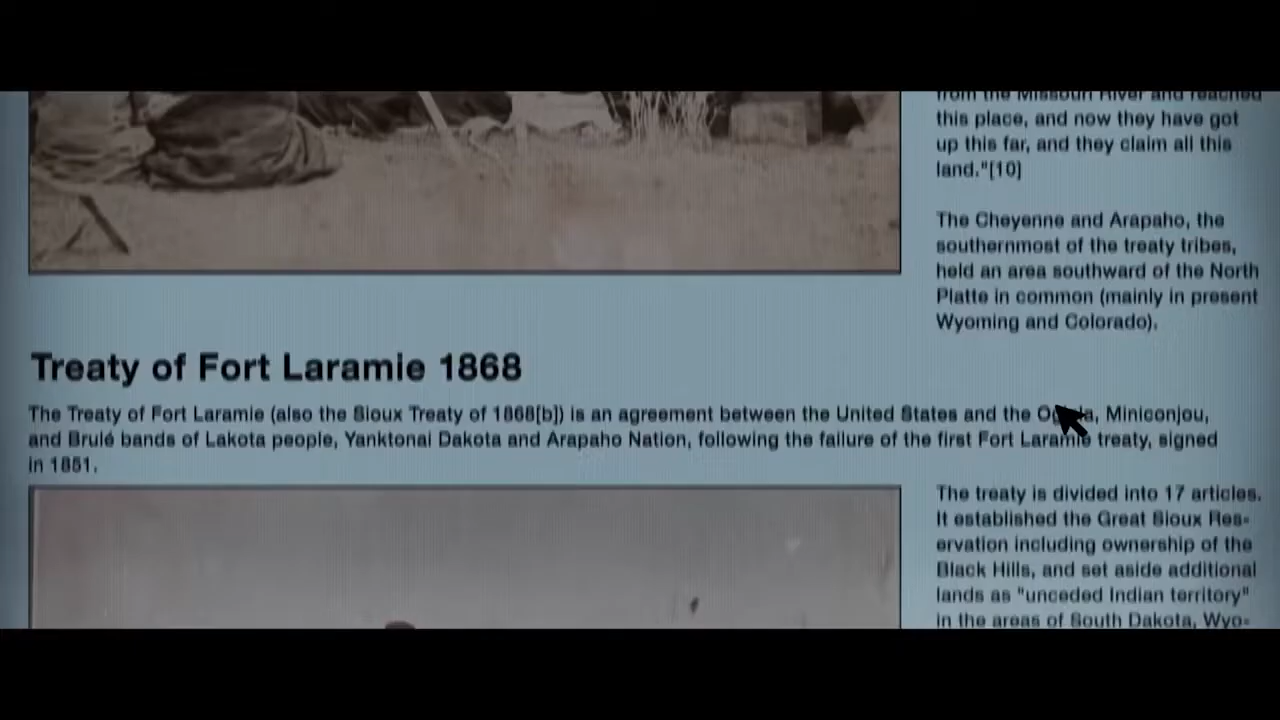 from the Missouri River and reached
this place, and now they have got
up this far, and they claim all this
land."[10]
The Cheyenne and Arapaho, the
southernmost of the treaty tribes,
held an area southward of the North
Platte in common (mainly in present
Wyoming and Colorado).
Treaty of Fort Laramie 1868
The Treaty of Fort Laramie (also the Sioux Treaty of 1868[b]) is an agreement between the United States and the Miniconjou,
and Brulé bands of Lakota people, Yanktonai Dakota and Arapaho Nation, following the failure of the first Fort Laramie treaty, signed
in 1851.
The treaty is divided into 17 articles.
It established the Great Sioux Res-
ervation including ownership of the
Black Hills, and set aside additional
lands as "unceded Indian territory"
in the areas of South Dakota, Wyo-